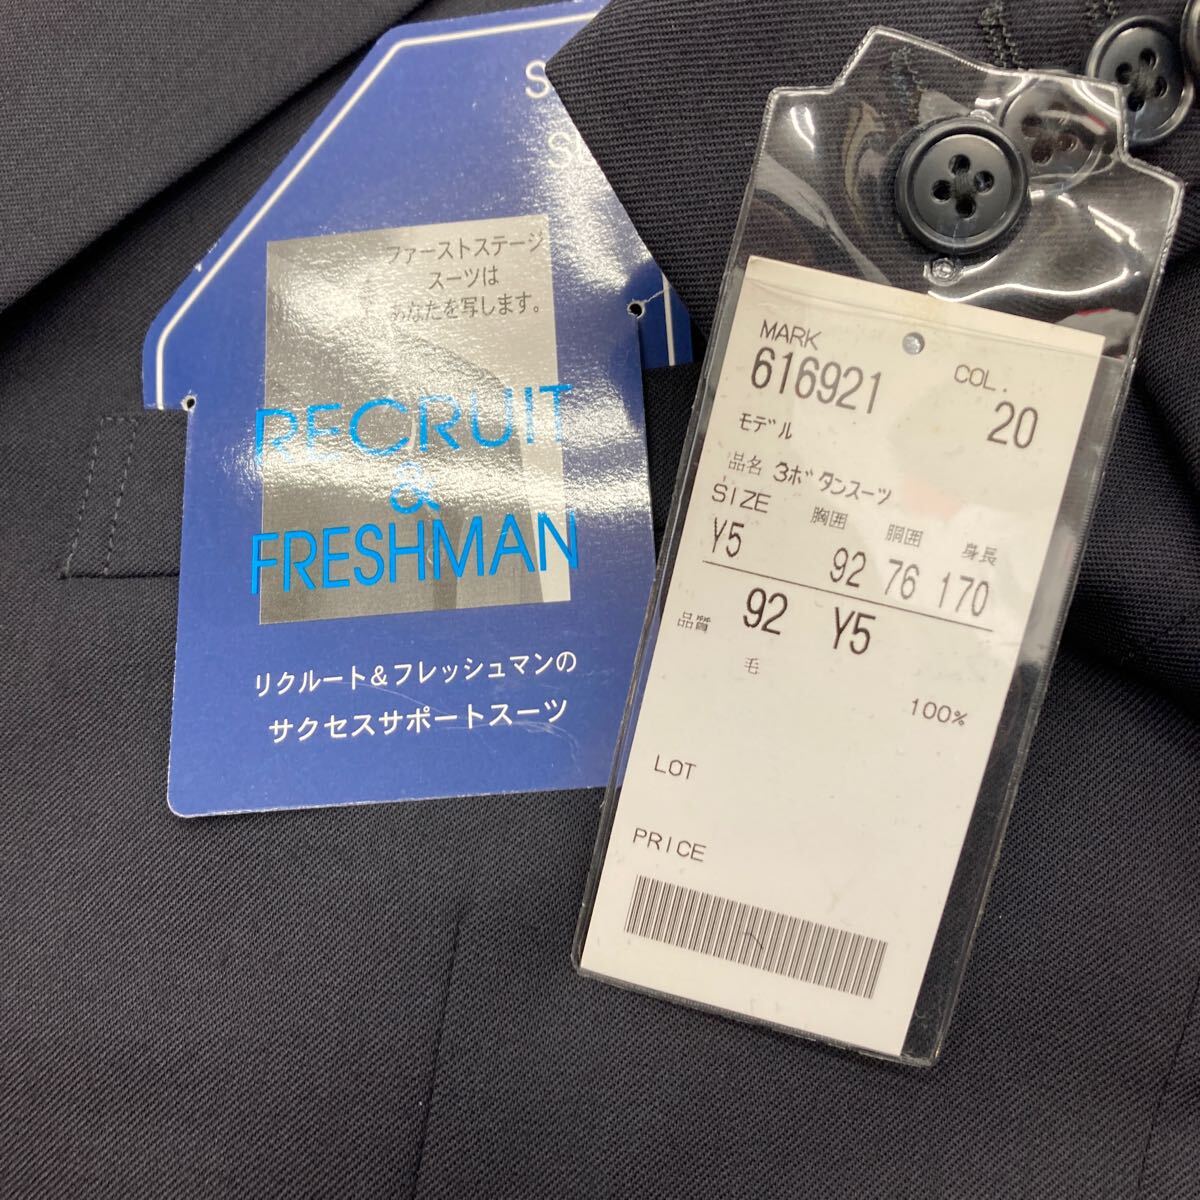 ファーストステージ
スーツは
あなたを写します。
RECRUIT
&
FRESHMAN
リクルート&フレッシュマンの
サクセスサポートスーツ
MARK
616921
COL.
20
モデル
品名 3ボタンスーツ
SIZE 胸囲 胴囲 身長
Y5 92 76 170
品質 92 Y5
毛 100%
LOT
PRICE